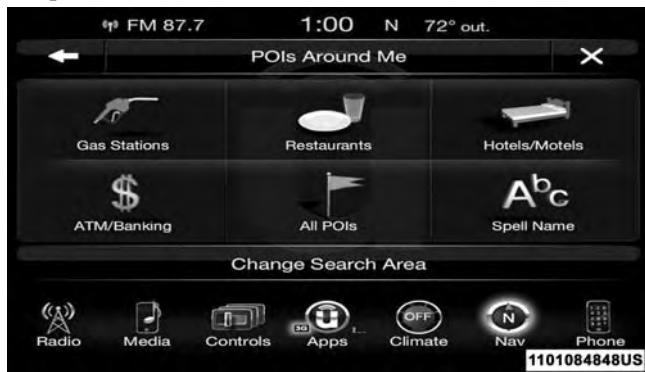 FM 87.7 1:00 N 72° out.
POIs Around Me
Gas Stations Restaurants Hotels/Motels
$ Abc
ATM/Banking All POIs Spell Name
Change Search Area
3G U OFF N
Radio Media Controls Apps Climate Nav Phone
1101084848US